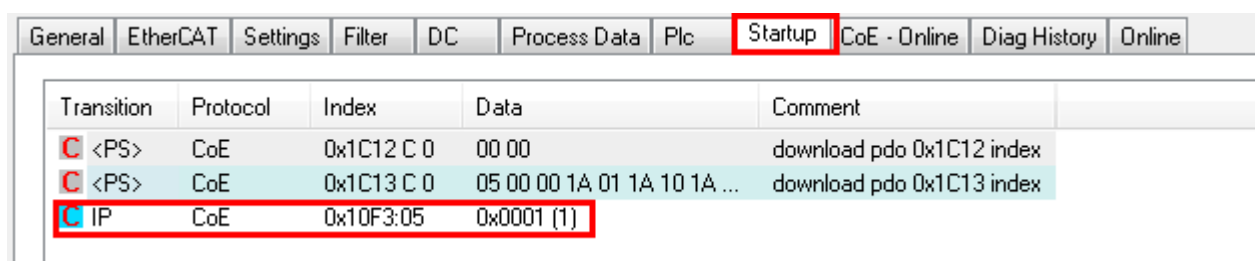 General EtherCAT Settings Filter DC Process Data Plc Startup CoE - Online Diag History Online
Transition Protocol Index Data Comment
C <PS> CoE 0x1C12 C 0 00 00 download pdo 0x1C12 index
C <PS> CoE 0x1C13 C 0 05 00 00 1A 01 1A 10 1A ... download pdo 0x1C13 index
C IP CoE 0x10F3:05 0x0001 (1)